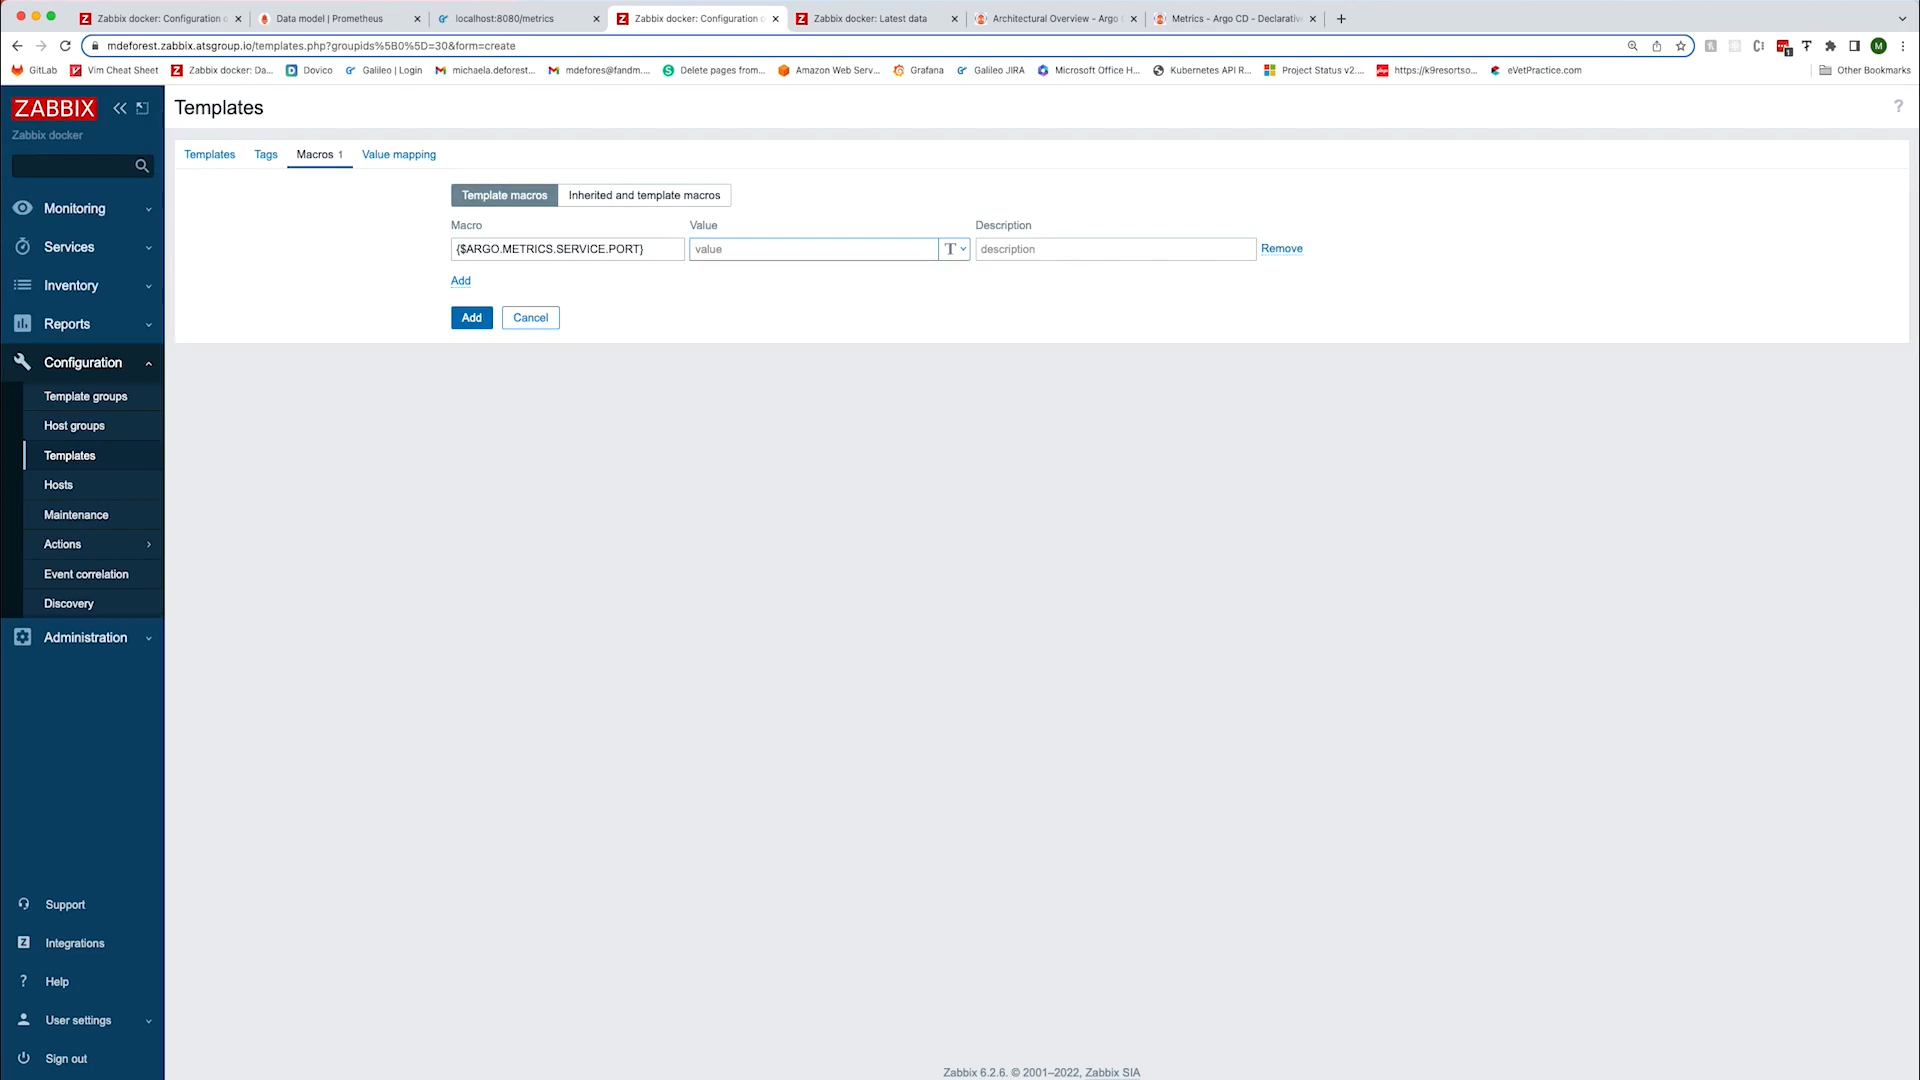 Zabbix docker: Configuration o
Data model | Prometheus
localhost:8080/metrics
Zabbix docker: Configuration o
Zabbix docker: Latest data
Architectural Overview - Argo
Metrics - Argo CD - Declarativ
mdeforest.zabbix.atsgroup.io/templates.php?groupids%5B0%5D=30&form=create
GitLab
Vim Cheat Sheet
Zabbix docker: Da...
Dovico
Galileo | Login
michaela.deforest...
mdefores@fandm....
Delete pages from...
Amazon Web Serv...
Grafana
Galileo JIRA
Microsoft Office H...
Kubernetes API R...
Project Status v2....
https://k9resortso...
eVetPractice.com
Other Bookmarks
ZABBIX
Zabbix docker
Monitoring
Services
Inventory
Reports
Configuration
Template groups
Host groups
Templates
Hosts
Maintenance
Actions
Event correlation
Discovery
Administration
Support
Integrations
Help
User settings
Sign out
Templates
?
Templates
Tags
Macros 1
Value mapping
Template macros
Inherited and template macros
Macro
Value
Description
{$ARGO.METRICS.SERVICE.PORT}
value
T
description
Remove
Add
Add
Cancel
Zabbix 6.2.6. © 2001–2022, Zabbix SIA